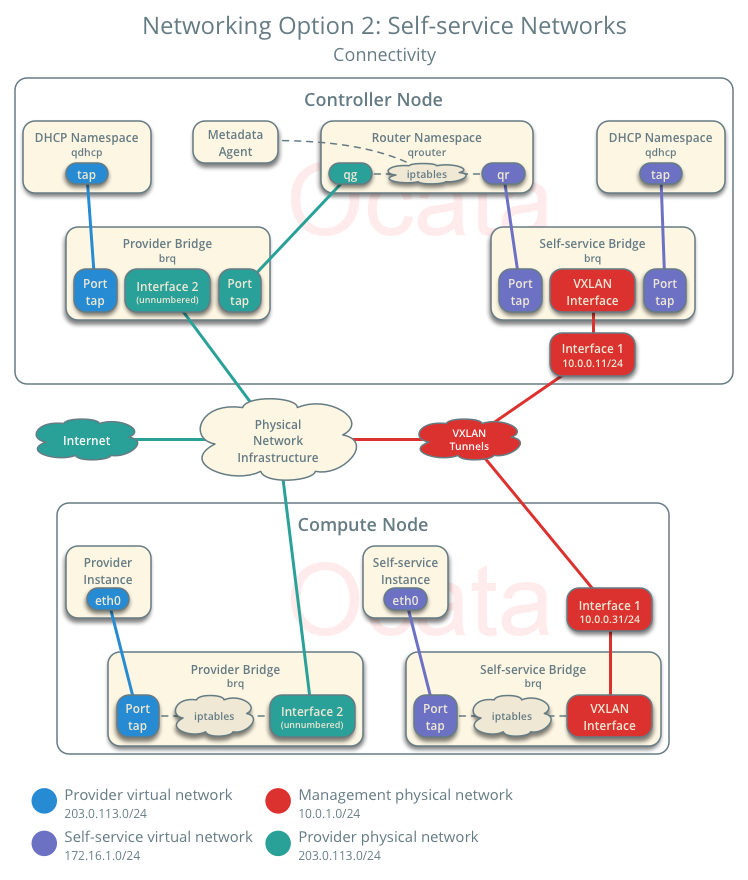 Networking Option 2: Self-service Networks
Connectivity
Controller Node
DHCP Namespace
qdhcp
tap
Metadata
Agent
Router Namespace
qrouter
qg
iptables
qr
DHCP Namespace
qdhcp
tap
Ocata
Provider Bridge
brq
Port
tap
Interface 2
(unnumbered)
Port
tap
Self-service Bridge
brq
Port
tap
VXLAN
Interface
Port
tap
Interface 1
10.0.0.11/24
Internet
Physical
Network
Infrastructure
VXLAN
Tunnels
Compute Node
Provider
Instance
eth0
Self-service
Instance
eth0
Ocata
Interface 1
10.0.0.31/24
Provider Bridge
brq
Port
tap
iptables
Interface 2
(unnumbered)
Self-service Bridge
brq
Port
tap
iptables
VXLAN
Interface
Provider virtual network
203.0.113.0/24
Management physical network
10.0.1.0/24
Self-service virtual network
172.16.1.0/24
Provider physical network
203.0.113.0/24